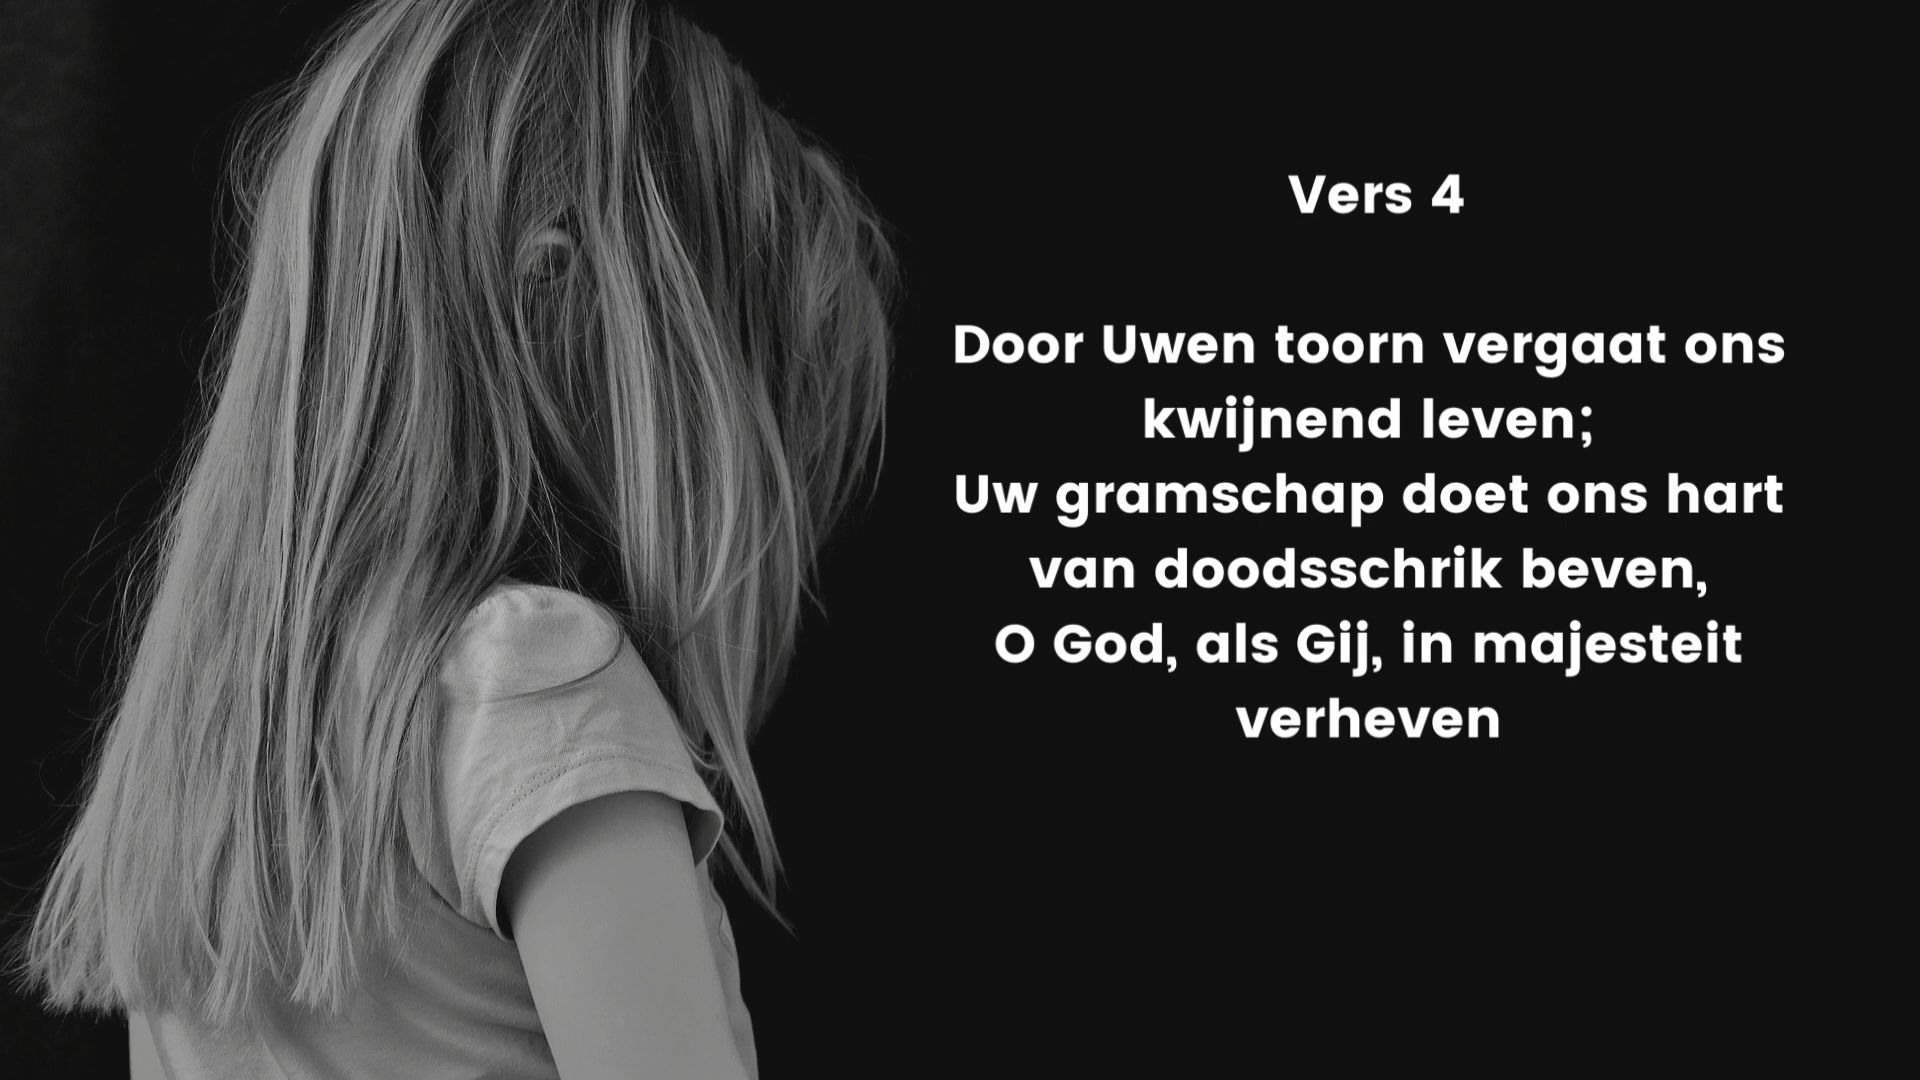 Vers 4
Door Uwen toorn vergaat ons
kwijnend leven;
Uw gramschap doet ons hart
van doodsschrik beven,
O God, als Gij, in majesteit
verheven